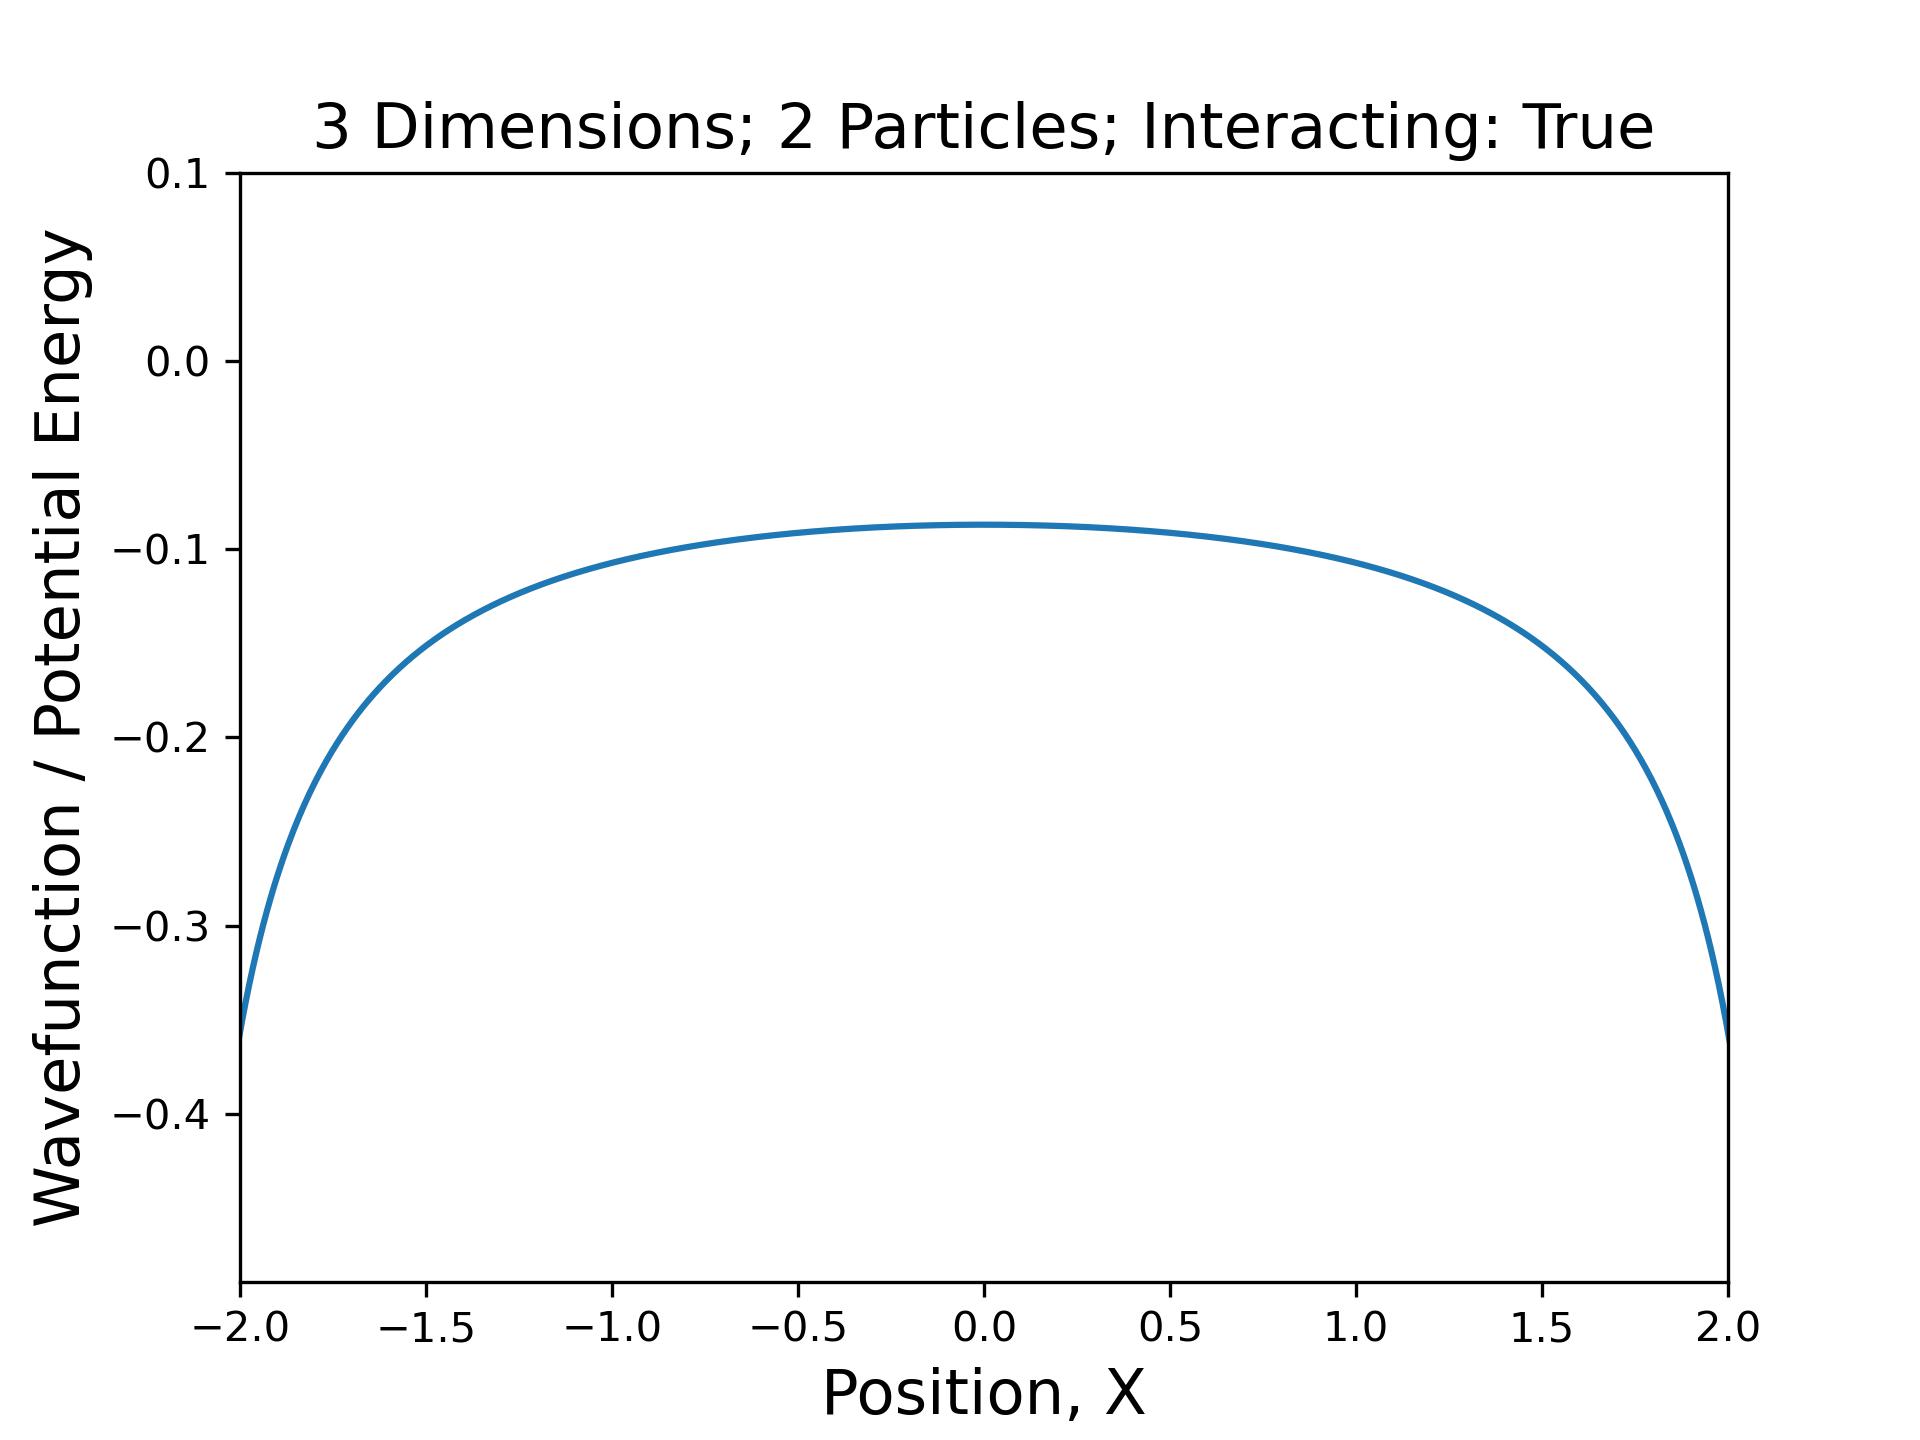 3 Dimensions; 2 Particles; Interacting: True
Wavefunction / Potential Energy
0.1
0.0
−0.1
−0.2
−0.3
−0.4
−2.0 −1.5 −1.0 −0.5 0.0 0.5 1.0 1.5 2.0
Position, X